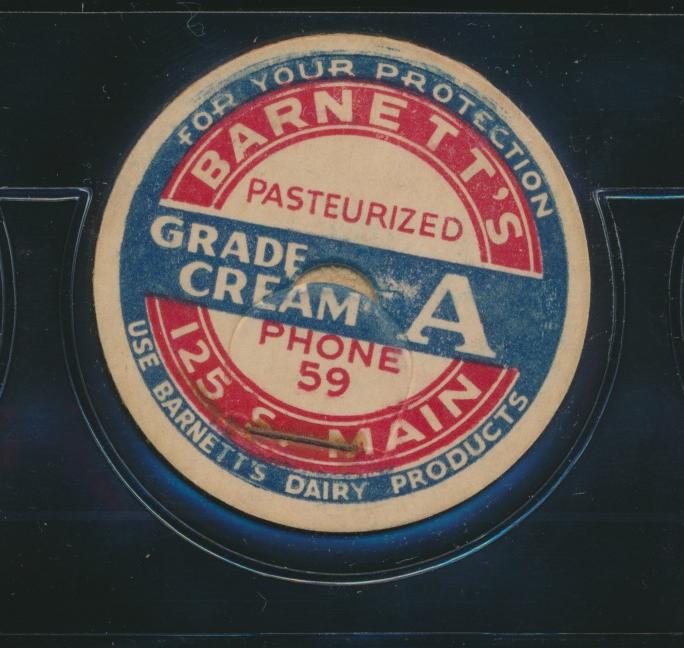 FOR YOUR PROTECTION
BARNETT'S
PASTEURIZED
GRADE A
CREAM
PHONE
59
125 S. MAIN
USE BARNETT'S DAIRY PRODUCTS